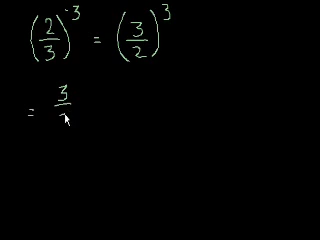 (2/3)^-3 = (3/2)^3
= 3/